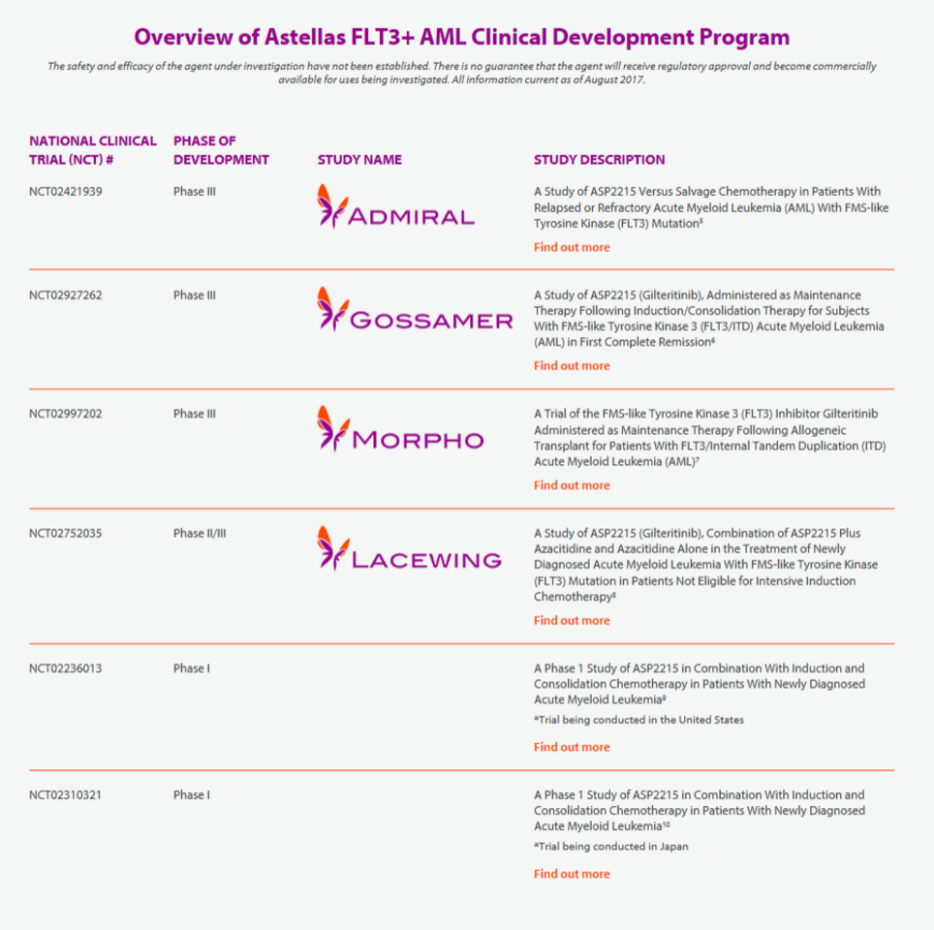 Overview of Astellas FLT3+ AML Clinical Development Program
The safety and efficacy of the agent under investigation have not been established. There is no guarantee that the agent will receive regulatory approval and become commercially
available for uses being investigated. All information current as of August 2017.
NATIONAL CLINICAL
TRIAL (NCT) #
PHASE OF
DEVELOPMENT
STUDY NAME
STUDY DESCRIPTION
NCT02421939
Phase III
ADMIRAL
A Study of ASP2215 Versus Salvage Chemotherapy in Patients With
Relapsed or Refractory Acute Myeloid Leukemia (AML) With FMS-like
Tyrosine Kinase (FLT3) Mutation⁵
Find out more
NCT02927262
Phase III
GOSSAMER
A Study of ASP2215 (Gilteritinib), Administered as Maintenance
Therapy Following Induction/Consolidation Therapy for Subjects
With FMS-like Tyrosine Kinase 3 (FLT3/ITD) Acute Myeloid Leukemia
(AML) in First Complete Remission⁶
Find out more
NCT02997202
Phase III
MORPHO
A Trial of the FMS-like Tyrosine Kinase 3 (FLT3) Inhibitor Gilteritinib
Administered as Maintenance Therapy Following Allogeneic
Transplant for Patients With FLT3/Internal Tandem Duplication (ITD)
Acute Myeloid Leukemia (AML)⁷
Find out more
NCT02752035
Phase II/III
LACEWING
A Study of ASP2215 (Gilteritinib), Combination of ASP2215 Plus
Azacitidine and Azacitidine Alone in the Treatment of Newly
Diagnosed Acute Myeloid Leukemia With FMS-like Tyrosine Kinase
(FLT3) Mutation in Patients Not Eligible for Intensive Induction
Chemotherapy⁸
Find out more
NCT02236013
Phase I
A Phase 1 Study of ASP2215 in Combination With Induction and
Consolidation Chemotherapy in Patients With Newly Diagnosed
Acute Myeloid Leukemia⁹
*Trial being conducted in the United States
Find out more
NCT02310321
Phase I
A Phase 1 Study of ASP2215 in Combination With Induction and
Consolidation Chemotherapy in Patients With Newly Diagnosed
Acute Myeloid Leukemia¹⁰
*Trial being conducted in Japan
Find out more